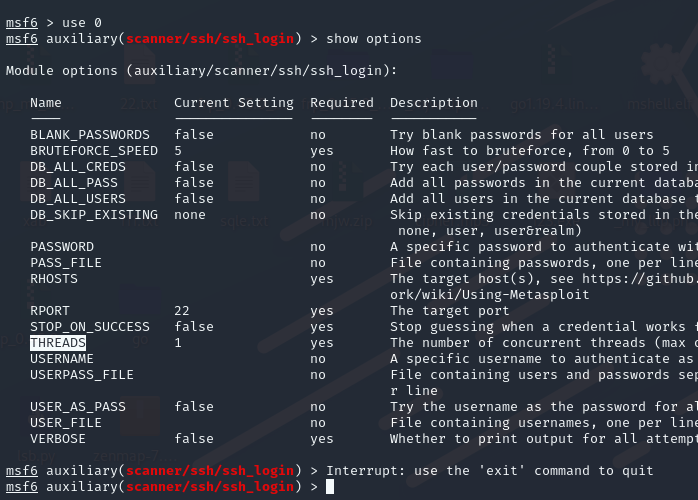 msf6 > use 0
msf6 auxiliary(scanner/ssh/ssh_login) > show options
Module options (auxiliary/scanner/ssh/ssh_login):
Name Current Setting Required Description
BLANK_PASSWORDS false no Try blank passwords for all users
BRUTEFORCE_SPEED 5 yes How fast to bruteforce, from 0 to 5
DB_ALL_CREDS false no Try each user/password couple stored in
DB_ALL_PASS false no Add all passwords in the current databa
DB_ALL_USERS false no Add all users in the current database t
DB_SKIP_EXISTING none no Skip existing credentials stored in the
none, user, user&realm)
PASSWORD no A specific password to authenticate wit
PASS_FILE no File containing passwords, one per line
RHOSTS yes The target host(s), see https://github.
ork/wiki/Using-Metasploit
RPORT 22 yes The target port
STOP_ON_SUCCESS false yes Stop guessing when a credential works f
THREADS 1 yes The number of concurrent threads (max o
USERNAME no A specific username to authenticate as
USERPASS_FILE no File containing users and passwords sep
r line
USER_AS_PASS false no Try the username as the password for al
USER_FILE no File containing usernames, one per line
VERBOSE false yes Whether to print output for all attempt
msf6 auxiliary(scanner/ssh/ssh_login) > Interrupt: use the 'exit' command to quit
msf6 auxiliary(scanner/ssh/ssh_login) >